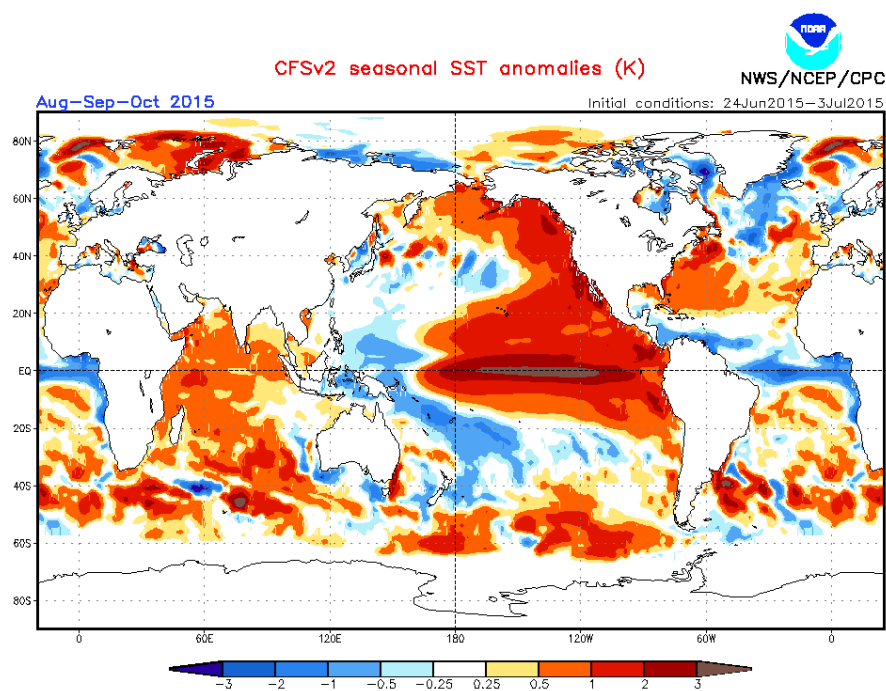 NOAA
NWS/NCEP/CPC
CFSv2 seasonal SST anomalies (K)
Aug-Sep-Oct 2015
Initial conditions: 24Jun2015-3Jul2015
80N
60N
40N
20N
EQ
20S
40S
60S
80S
0 60E 120E 180 120W 60W 0
-3 -2 -1 -0.5 -0.25 0.25 0.5 1 2 3